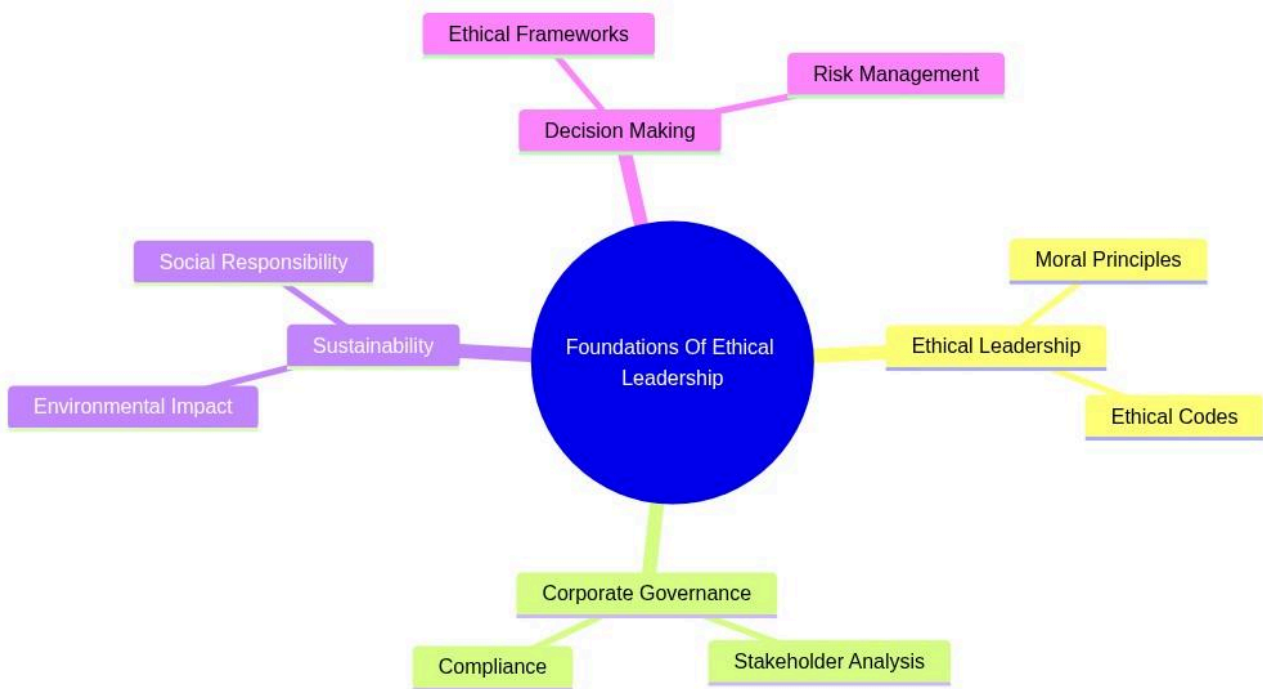 Ethical Frameworks
Risk Management
Decision Making
Social Responsibility
Moral Principles
Sustainability
Foundations Of Ethical
Leadership
Ethical Leadership
Environmental Impact
Ethical Codes
Corporate Governance
Compliance
Stakeholder Analysis